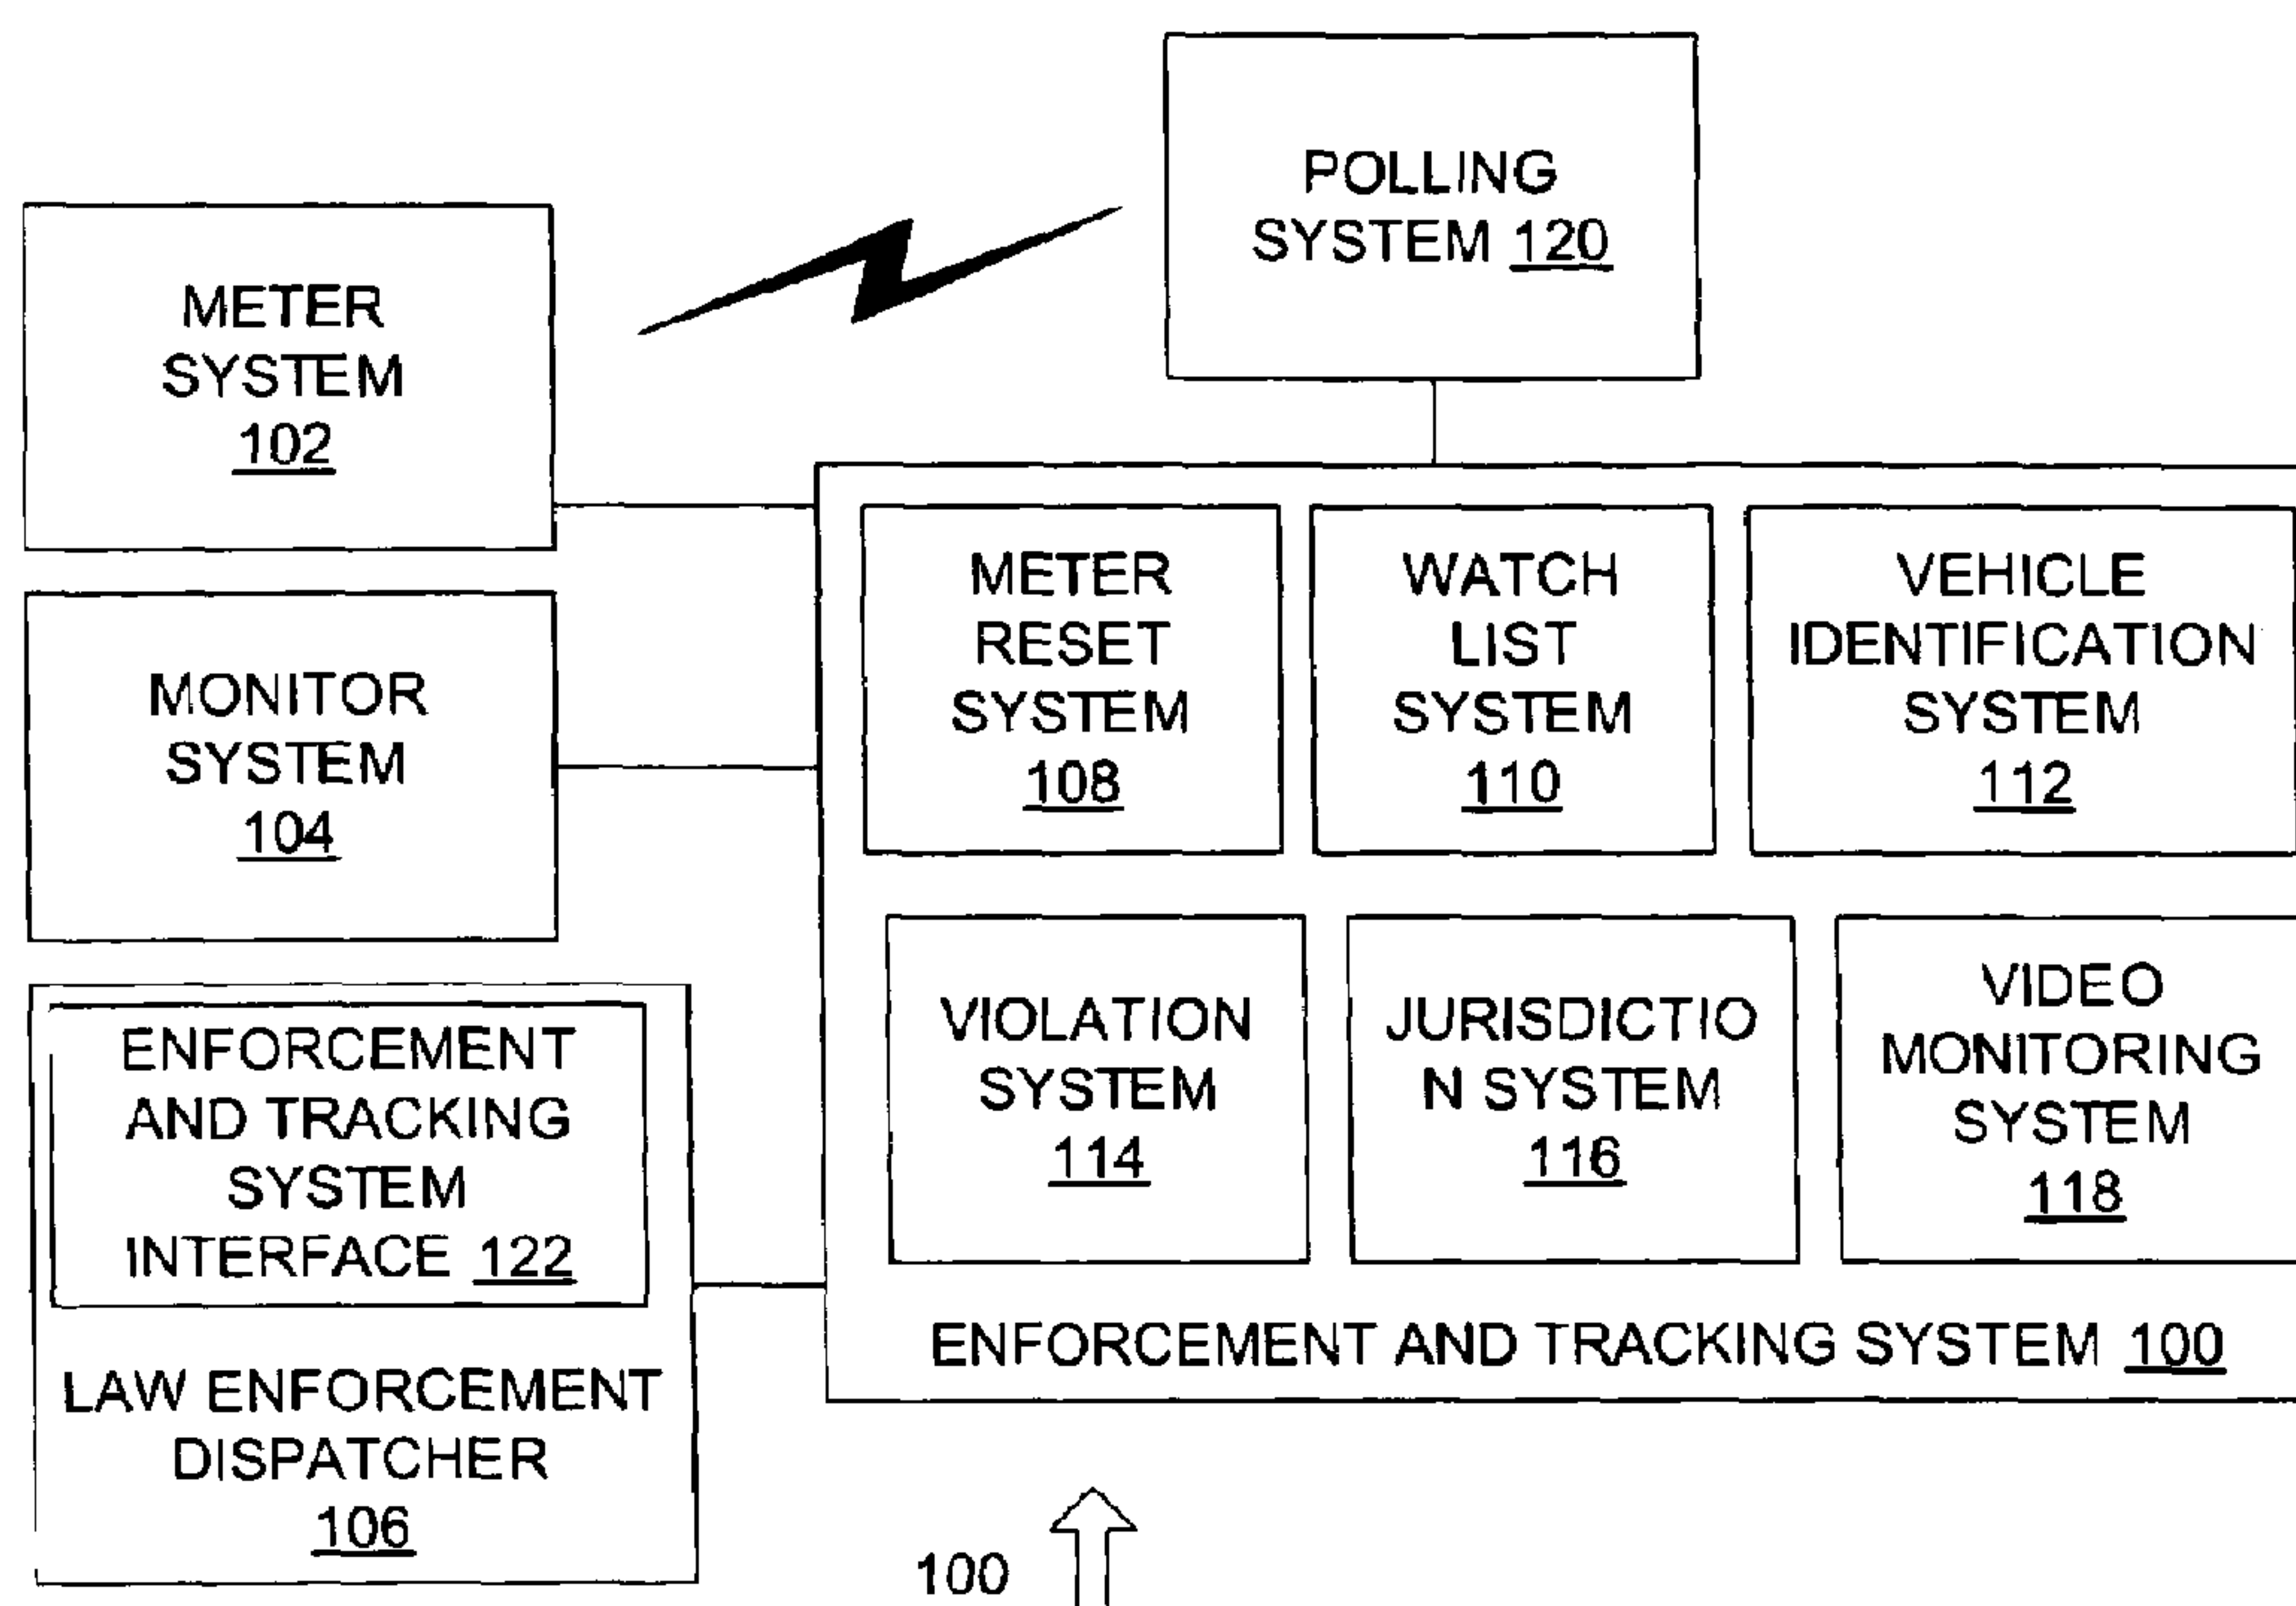 POLLING
SYSTEM 120
METER
SYSTEM
102
MONITOR
SYSTEM
104
ENFORCEMENT
AND TRACKING
SYSTEM
INTERFACE 122
LAW ENFORCEMENT
DISPATCHER
106
METER
RESET
SYSTEM
108
WATCH
LIST
SYSTEM
110
VEHICLE
IDENTIFICATION
SYSTEM
112
VIOLATION
SYSTEM
114
JURISDICTIO
N SYSTEM
116
VIDEO
MONITORING
SYSTEM
118
ENFORCEMENT AND TRACKING SYSTEM 100
100